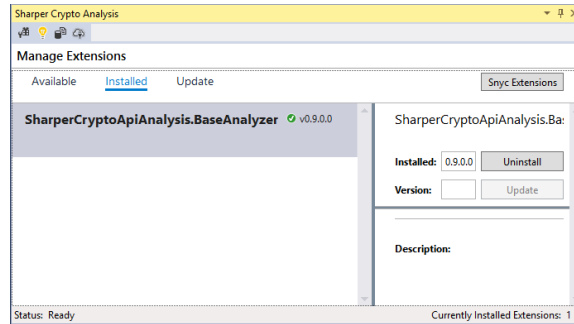 Sharper Crypto Analysis
Manage Extensions
Available Installed Update Snyc Extensions
SharperCryptoApiAnalysis.BaseAnalyzer v0.9.0.0
SharperCryptoApiAnalysis.Ba
Installed: 0.9.0.0 Uninstall
Version: Update
Description:
Status: Ready Currently Installed Extensions: 1